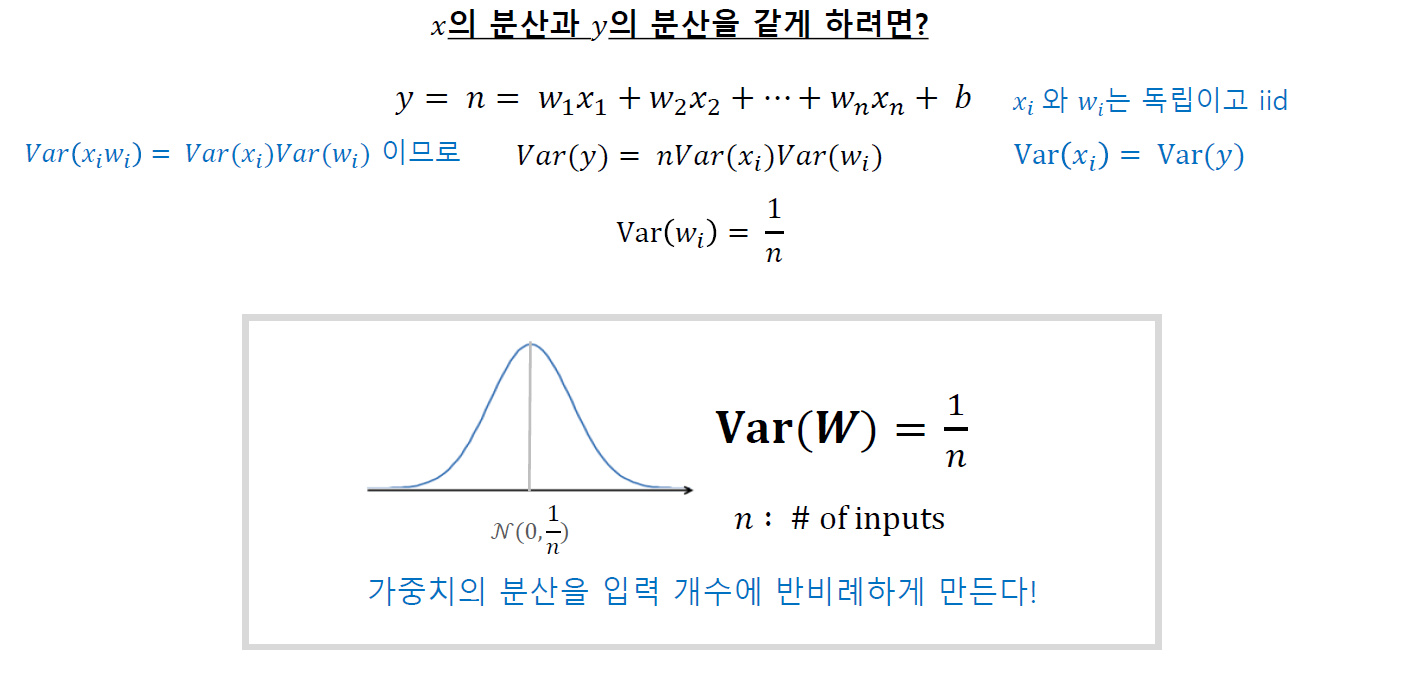 x의 분산과 y의 분산을 같게 하려면?
y = n = w₁x₁ + w₂x₂ + ⋯ + wₙxₙ + b
xᵢ 와 wᵢ는 독립이고 iid
Var(xᵢwᵢ) = Var(xᵢ)Var(wᵢ) 이므로
Var(y) = nVar(xᵢ)Var(wᵢ)
Var(xᵢ) = Var(y)
Var(wᵢ) = 1/n
Var(W) = 1/n
n : # of inputs
𝒩(0, 1/n)
가중치의 분산을 입력 개수에 반비례하게 만든다!